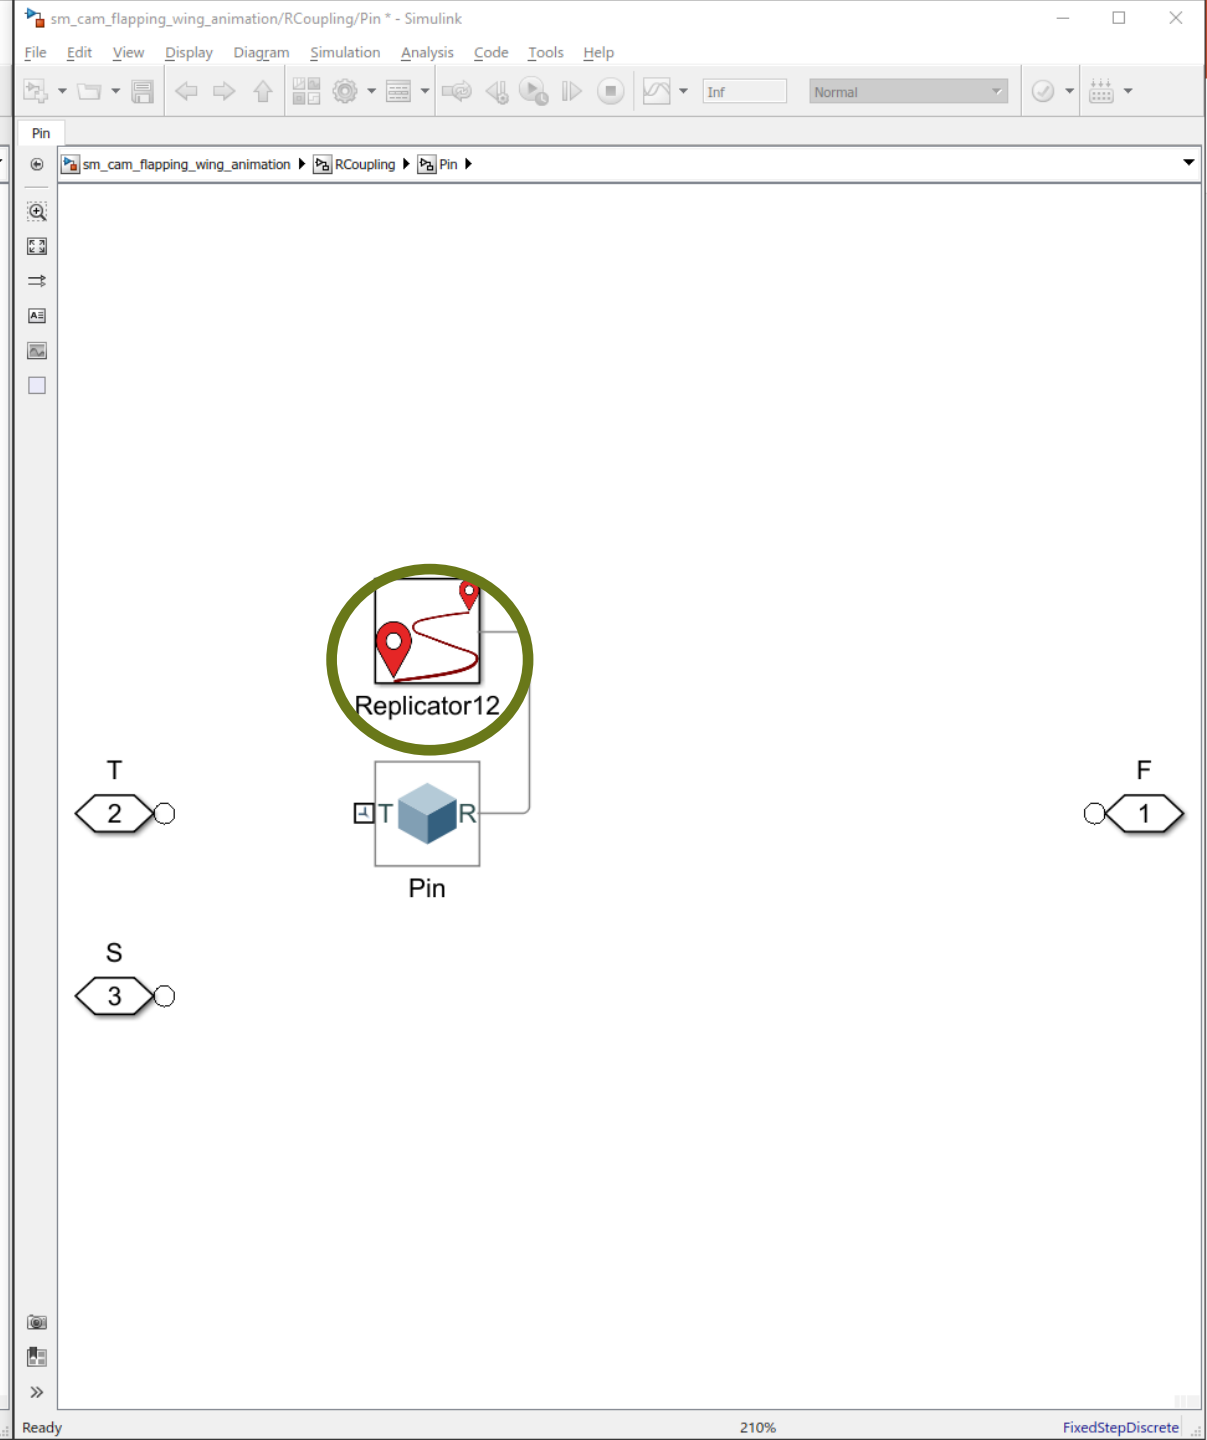 sm_cam_flapping_wing_animation/RCoupling/Pin * - Simulink
File Edit View Display Diagram Simulation Analysis Code Tools Help
Inf Normal
Pin
sm_cam_flapping_wing_animation RCoupling Pin
Replicator12
T F
2 T R 1
Pin
S
3
Ready 210% FixedStepDiscrete